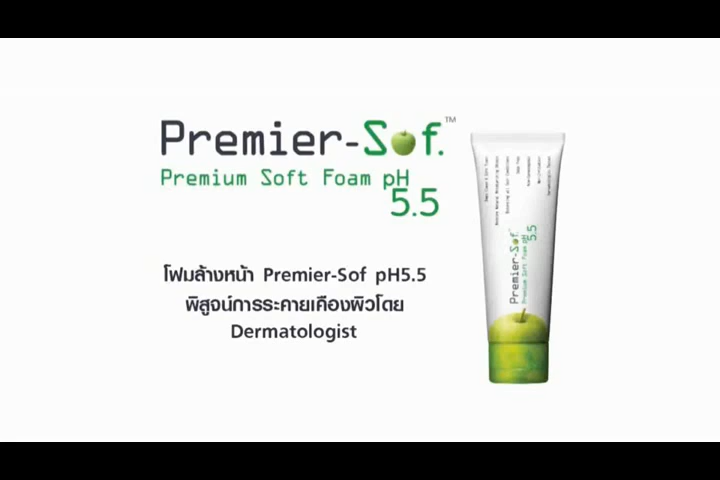 Premier-Sof.™
Premium Soft Foam pH
5.5
โฟมล้างหน้า Premier-Sof pH5.5
พิสูจน์การระคายเคืองผิวโดย
Dermatologist
Premier-Sof.
Premium Soft Foam pH
5.5